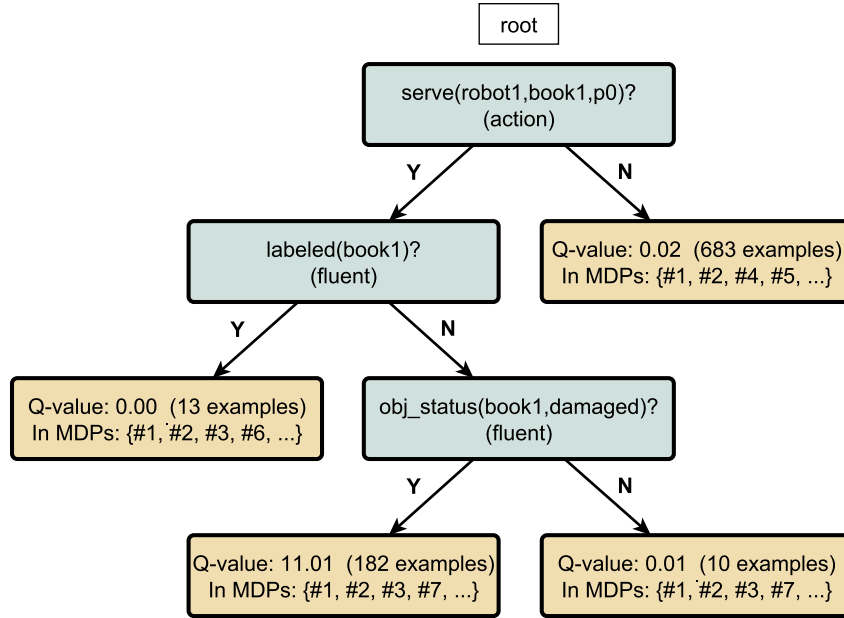 root
serve(robot1,book1,p0)?
(action)
Y
N
labeled(book1)?
(fluent)
Q-value: 0.02 (683 examples)
In MDPs: {#1, #2, #4, #5, ...}
Y
N
Q-value: 0.00 (13 examples)
In MDPs: {#1, #2, #3, #6, ...}
obj_status(book1,damaged)?
(fluent)
Y
N
Q-value: 11.01 (182 examples)
In MDPs: {#1, #2, #3, #7, ...}
Q-value: 0.01 (10 examples)
In MDPs: {#1, #2, #3, #7, ...}